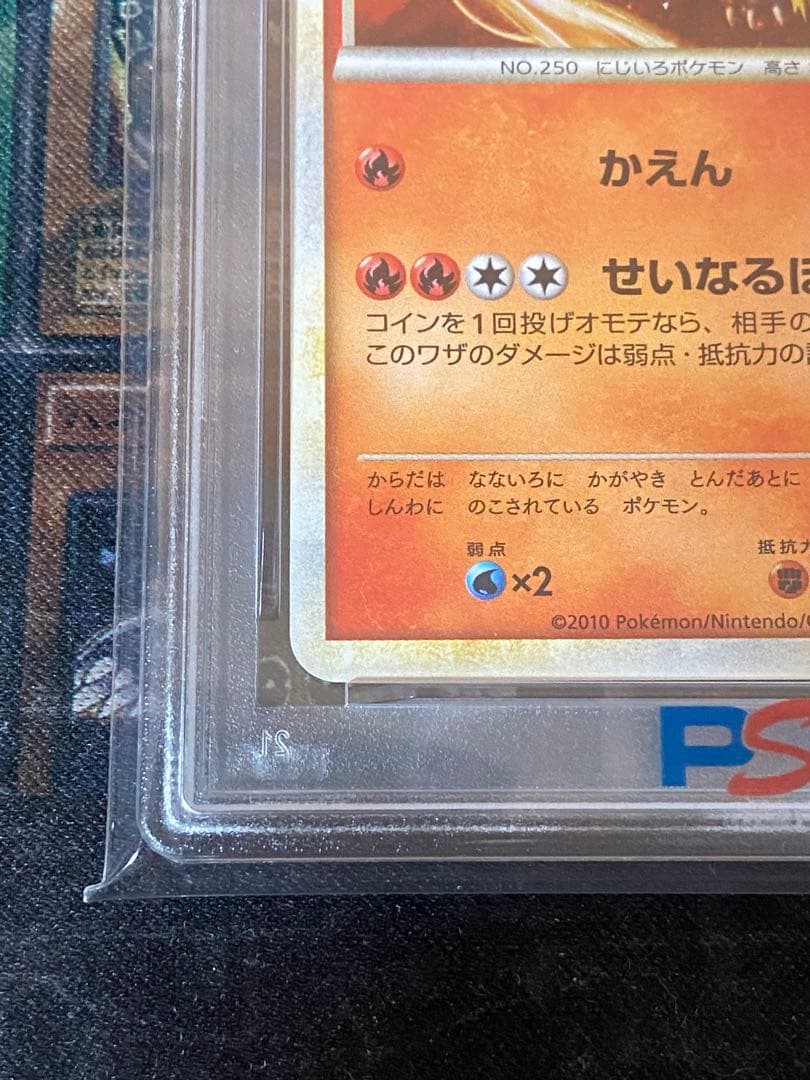 NO.250 にじいろポケモン 高さ
かえん
せいなるほ
コインを1回投げオモテなら、相手の
このワザのダメージは弱点・抵抗力の
からだは なないろに かがやき とんだあとに
しんわに のこされている ポケモン。
弱点
抵抗力
×2
©2010 Pokémon/Nintendo/
PS
21